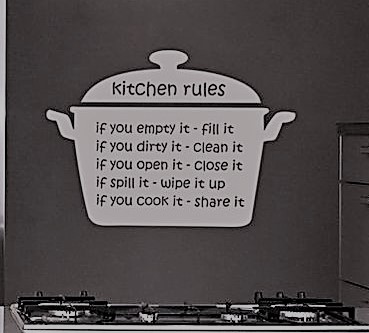 kitchen rules
if you empty it - fill it
if you dirty it - clean it
if you open it - close it
if spill it - wipe it up
if you cook it - share it